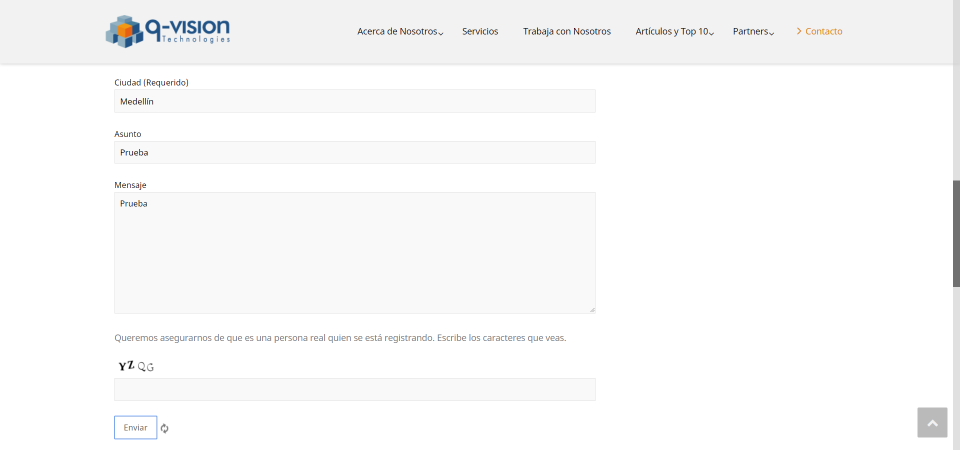 q-vision
Technologies
Acerca de Nosotros
Servicios
Trabaja con Nosotros
Artículos y Top 10
Partners
Contacto
Ciudad (Requerido)
Medellín
Asunto
Prueba
Mensaje
Prueba
Queremos asegurarnos de que es una persona real quien se está registrando. Escribe los caracteres que veas.
YZQG
Enviar